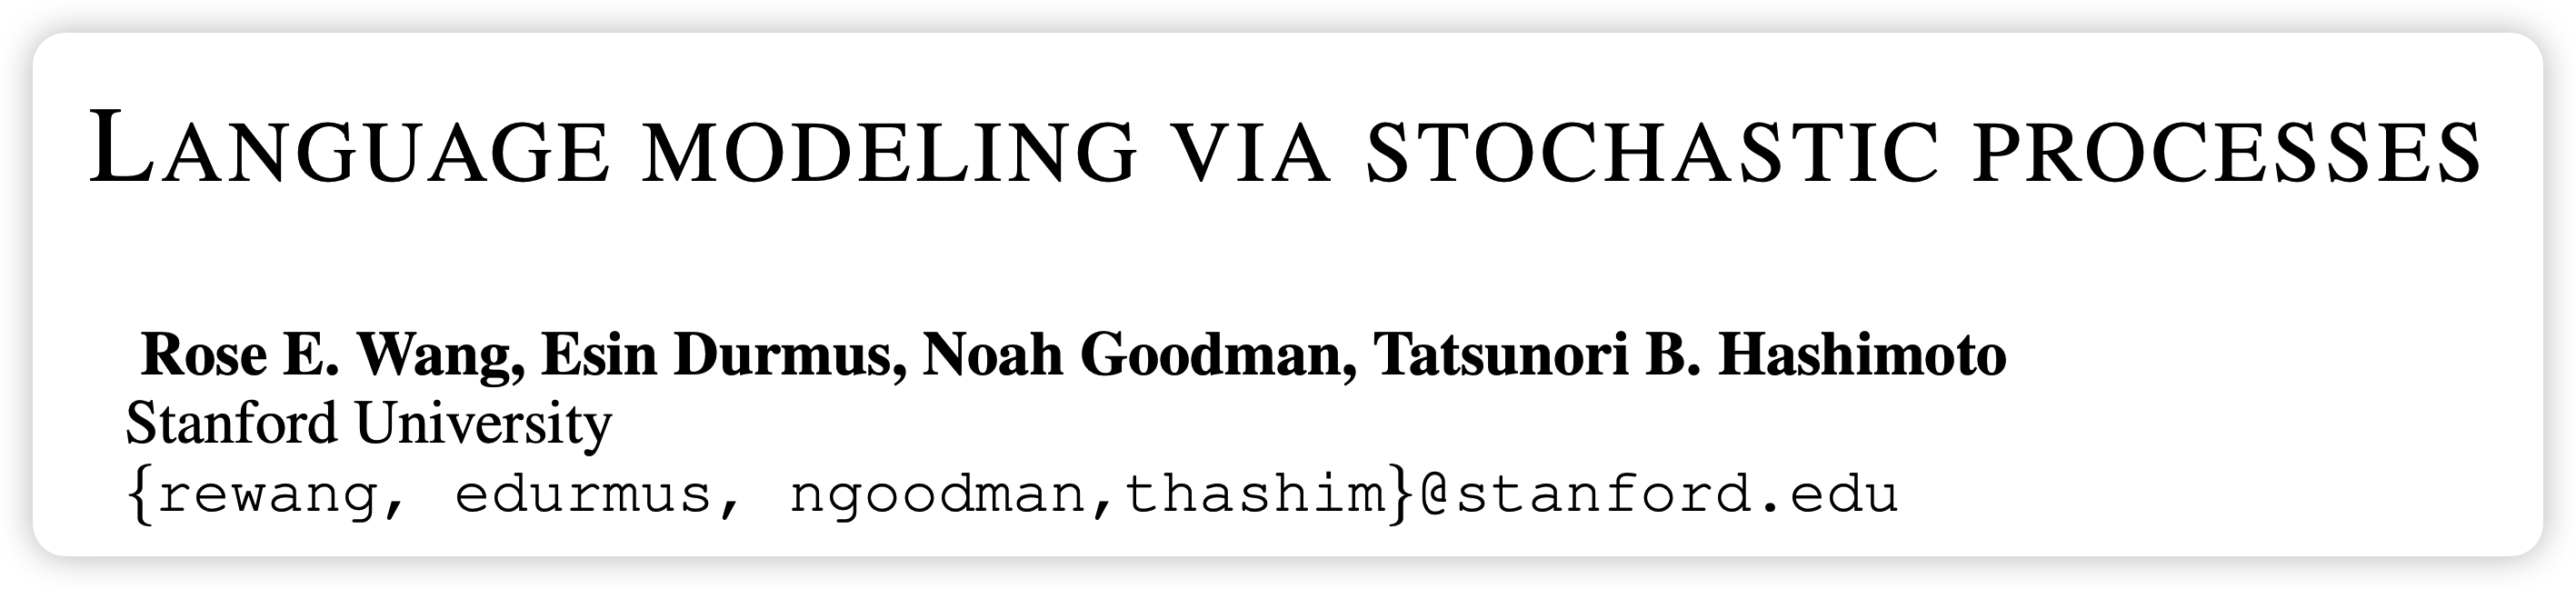 LANGUAGE MODELING VIA STOCHASTIC PROCESSES
Rose E. Wang, Esin Durmus, Noah Goodman, Tatsunori B. Hashimoto
Stanford University
{rewang, edurmus, ngoodman,thashim}@stanford.edu